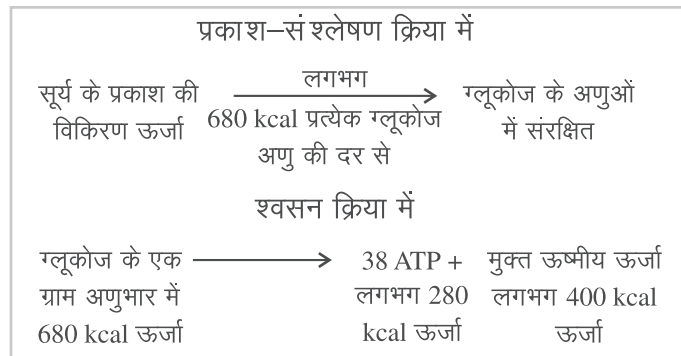 प्रकाश–संश्लेषण क्रिया में
सूर्य के प्रकाश की
विकिरण ऊर्जा
लगभग
680 kcal प्रत्येक ग्लूकोज
अणु की दर से
ग्लूकोज के अणुओं
में संरक्षित
श्वसन क्रिया में
ग्लूकोज के एक
ग्राम अणुभार में
680 kcal ऊर्जा
38 ATP +
लगभग 280
kcal ऊर्जा
मुक्त ऊष्मीय ऊर्जा
लगभग 400 kcal
ऊर्जा